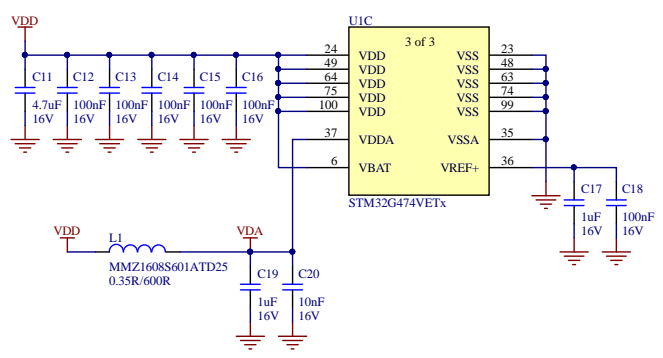 VDD
U1C
3 of 3
24 VDD VSS 23
49 VDD VSS 48
64 VDD VSS 63
75 VDD VSS 74
100 VDD VSS 99
37 VDDA VSSA 35
6 VBAT VREF+ 36
STM32G474VETx
C11 C12 C13 C14 C15 C16
4.7uF 100nF 100nF 100nF 100nF 100nF
16V 16V 16V 16V 16V 16V
C17 C18
1uF 100nF
16V 16V
VDD L1 VDA
MMZ1608S601ATD25
0.35R/600R
C19 C20
1uF 10nF
16V 16V